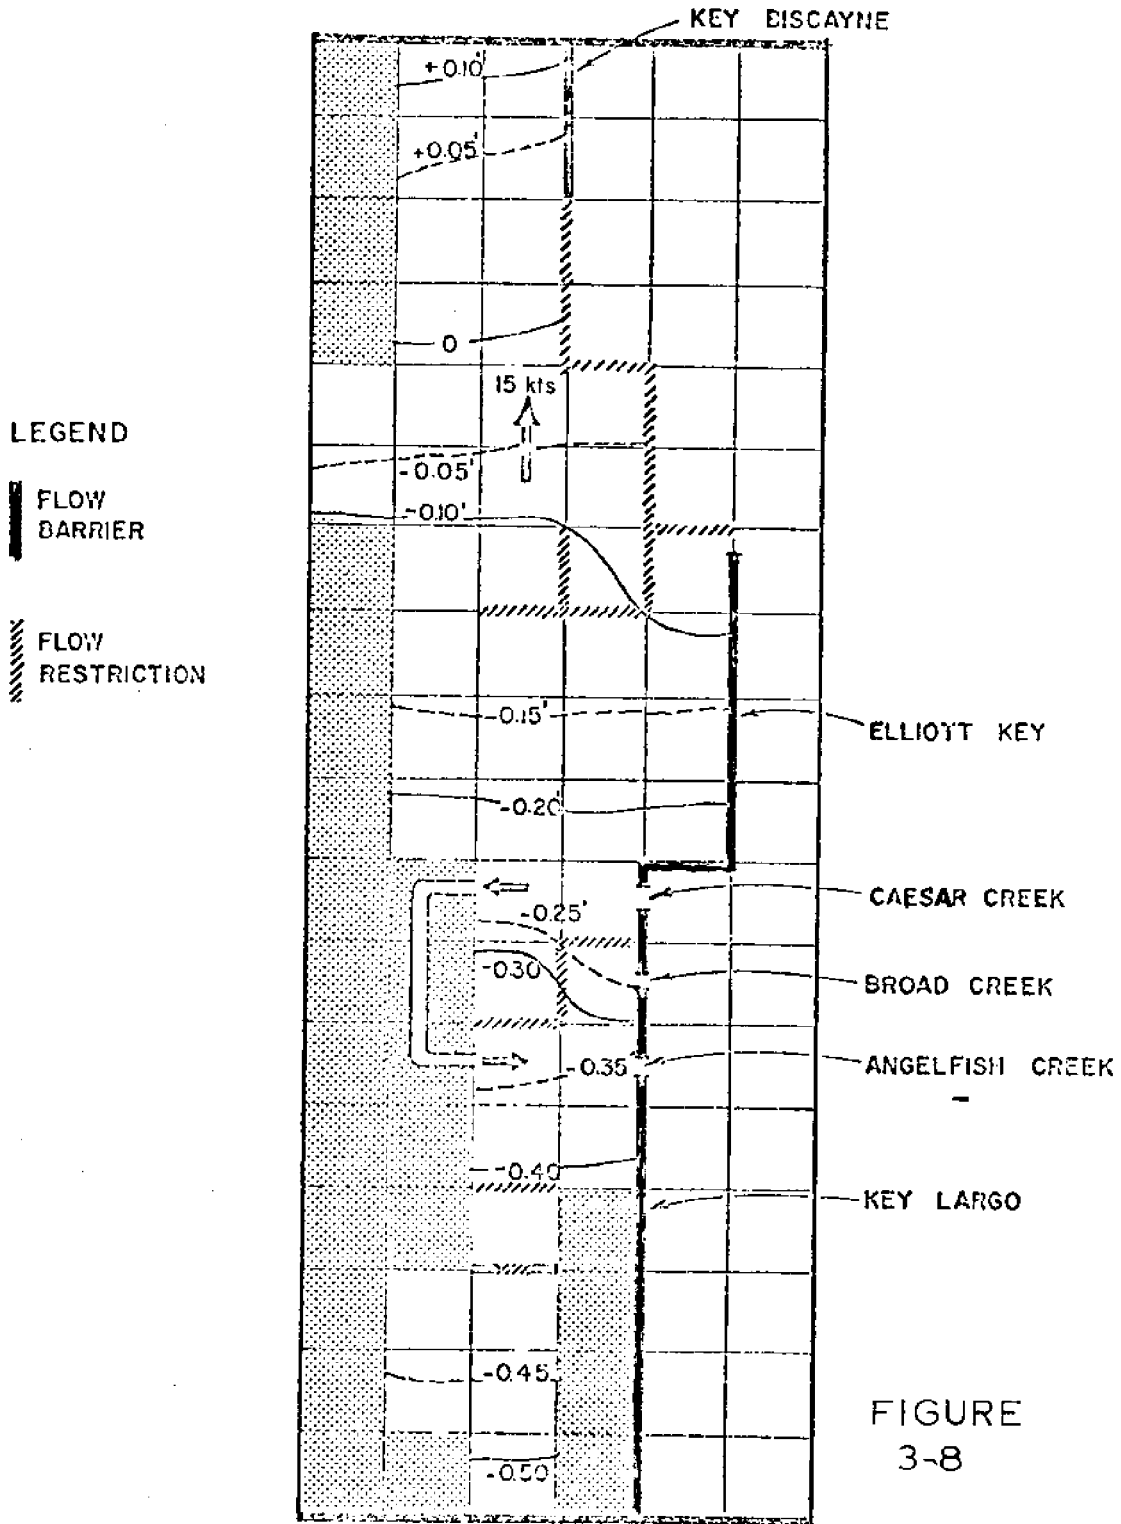 KEY BISCAYNE
+0.10'
+0.05'
0
15 kts
-0.05'
-0.10'
LEGEND
FLOW
BARRIER
FLOW
RESTRICTION
-0.15'
ELLIOTT KEY
-0.20'
CAESAR CREEK
-0.25'
-0.30
BROAD CREEK
-0.35
ANGELFISH CREEK
-0.40
KEY LARGO
-0.45
-0.50
FIGURE
3-8